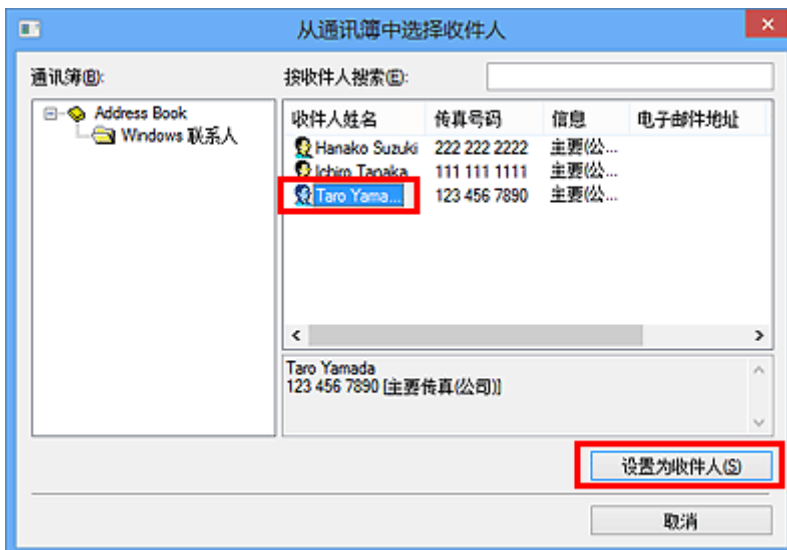 从通讯簿中选择收件人
通讯簿(B):
按收件人搜索(E):
Address Book
Windows 联系人
收件人姓名 传真号码 信息 电子邮件地址
Hanako Suzuki 222 222 2222 主要(公...
Ichiro Tanaka 111 111 1111 主要(公...
Taro Yama... 123 456 7890 主要(公...
Taro Yamada
123 456 7890 [主要传真(公司)]
设置为收件人(S)
取消